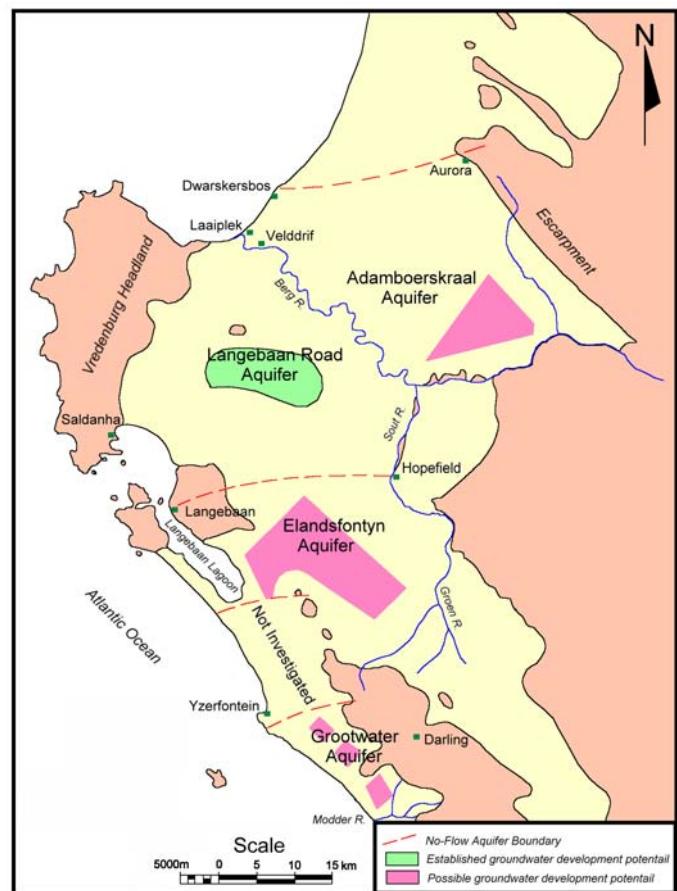 N
Dwarskersbos
Aurora
Laaiplek
Velddrif
Escarpment
Vredenburg Headland
Berg R.
Adamboerskraal
Aquifer
Langebaan Road
Aquifer
Saldanha
Sout R.
Hopefield
Langebaan
Langebaan Lagoon
Elandsfontyn
Aquifer
Atlantic Ocean
Not Investigated
Groen R.
Yzerfontein
Grootwater
Aquifer
Darling
Modder R.
Scale
5000m 0 5 10 15 km
No-Flow Aquifer Boundary
Established groundwater development potentail
Possible groundwater development potentail